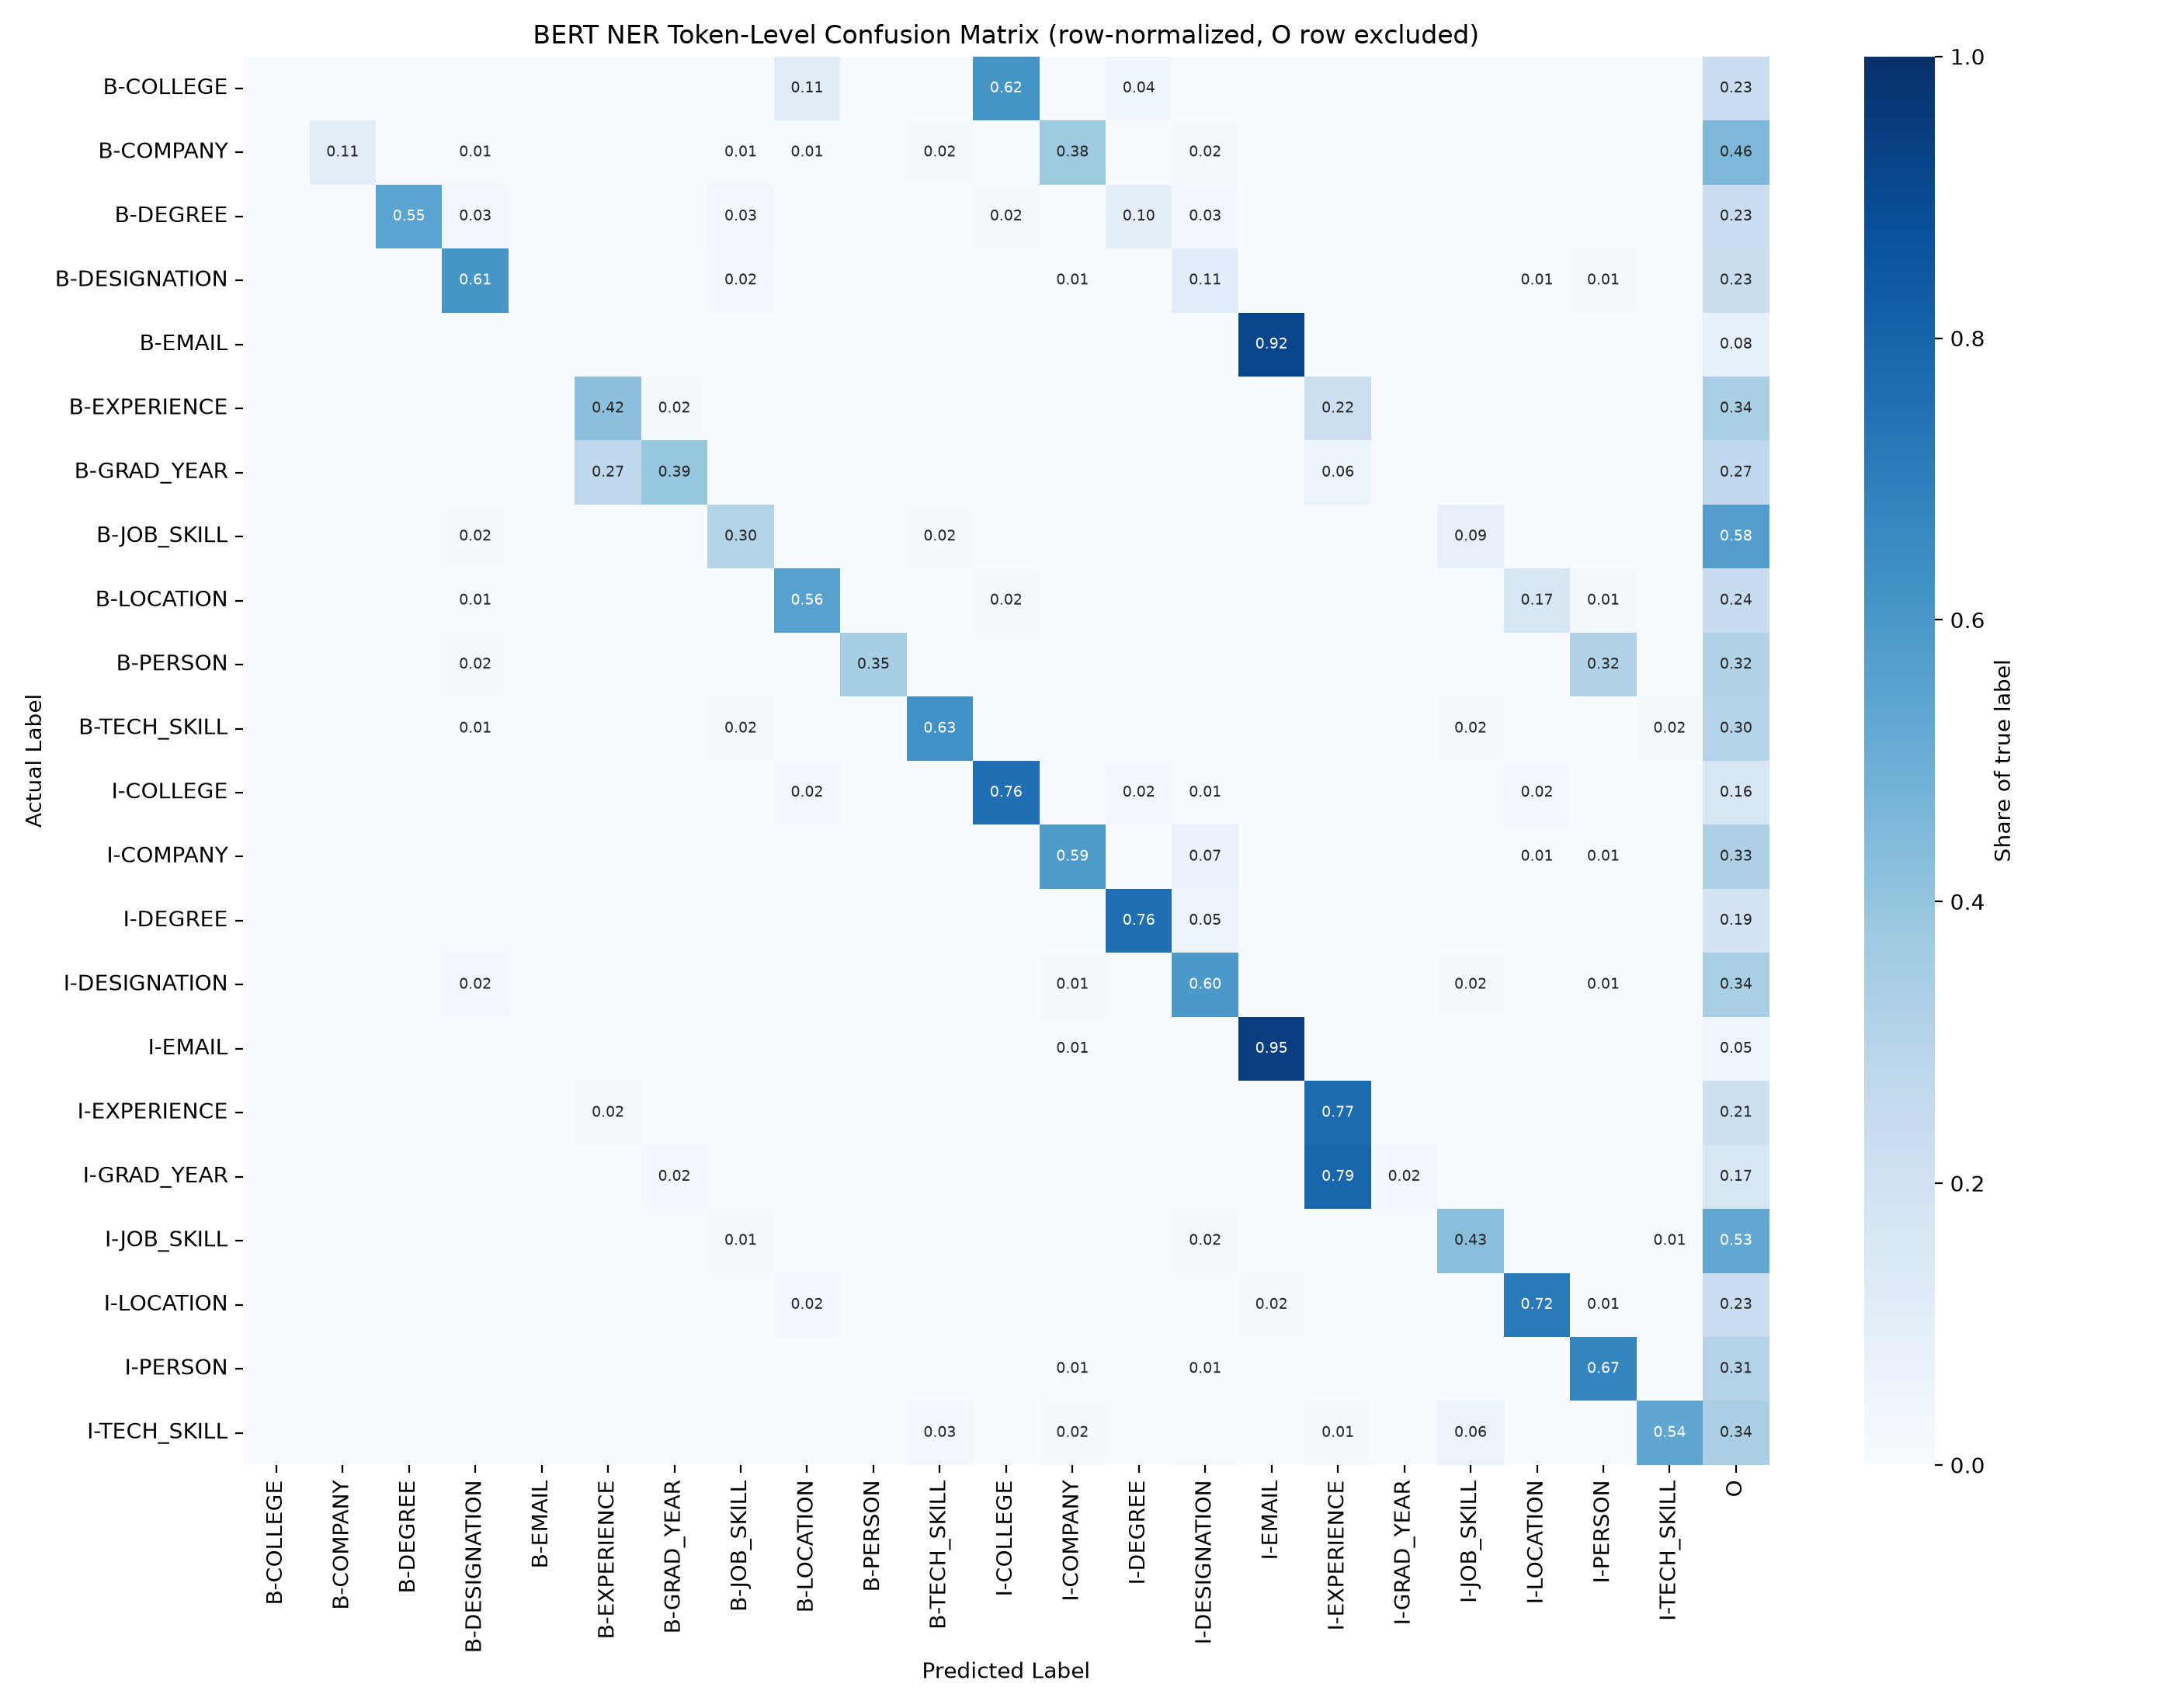 BERT NER Token-Level Confusion Matrix (row-normalized, O row excluded)
B-COLLEGE 0.11 0.62 0.04 0.23
B-COMPANY 0.11 0.01 0.01 0.01 0.02 0.38 0.02 0.46
B-DEGREE 0.55 0.03 0.03 0.02 0.10 0.03 0.23
B-DESIGNATION 0.61 0.02 0.01 0.11 0.01 0.01 0.23
B-EMAIL 0.92 0.08
B-EXPERIENCE 0.42 0.02 0.22 0.34
B-GRAD_YEAR 0.27 0.39 0.06 0.27
B-JOB_SKILL 0.02 0.30 0.02 0.09 0.58
B-LOCATION 0.01 0.56 0.02 0.17 0.01 0.24
B-PERSON 0.02 0.35 0.32 0.32
B-TECH_SKILL 0.01 0.02 0.63 0.02 0.02 0.30
I-COLLEGE 0.02 0.76 0.02 0.01 0.02 0.16
I-COMPANY 0.59 0.07 0.01 0.01 0.33
I-DEGREE 0.76 0.05 0.19
I-DESIGNATION 0.02 0.01 0.60 0.02 0.01 0.34
I-EMAIL 0.01 0.95 0.05
I-EXPERIENCE 0.02 0.77 0.21
I-GRAD_YEAR 0.02 0.79 0.02 0.17
I-JOB_SKILL 0.01 0.02 0.43 0.01 0.53
I-LOCATION 0.02 0.02 0.72 0.01 0.23
I-PERSON 0.01 0.01 0.67 0.31
I-TECH_SKILL 0.03 0.02 0.01 0.06 0.54 0.34
Actual Label
B-COLLEGE
B-COMPANY
B-DEGREE
B-DESIGNATION
B-EMAIL
B-EXPERIENCE
B-GRAD_YEAR
B-JOB_SKILL
B-LOCATION
B-PERSON
B-TECH_SKILL
I-COLLEGE
I-COMPANY
I-DEGREE
I-DESIGNATION
I-EMAIL
I-EXPERIENCE
I-GRAD_YEAR
I-JOB_SKILL
I-LOCATION
I-PERSON
I-TECH_SKILL
O
Predicted Label
1.0
0.8
0.6
0.4
0.2
0.0
Share of true label